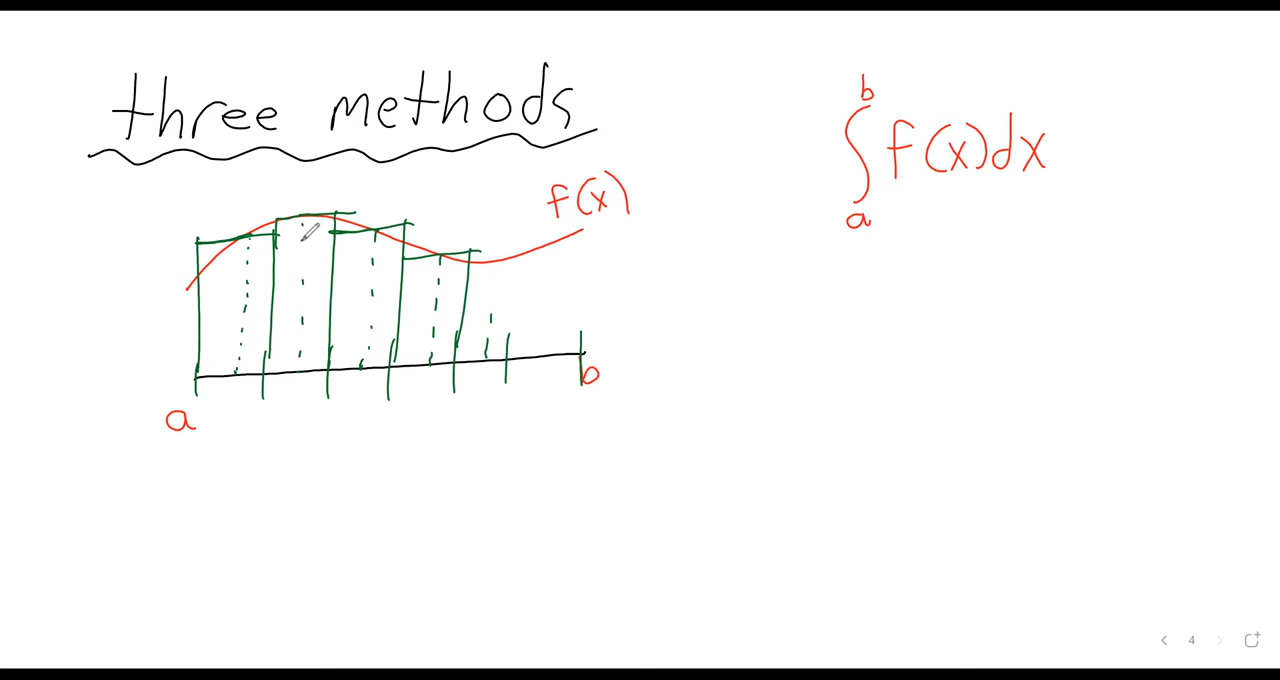 three methods
b
∫ f(x)dx
a
f(x)
a
b
4